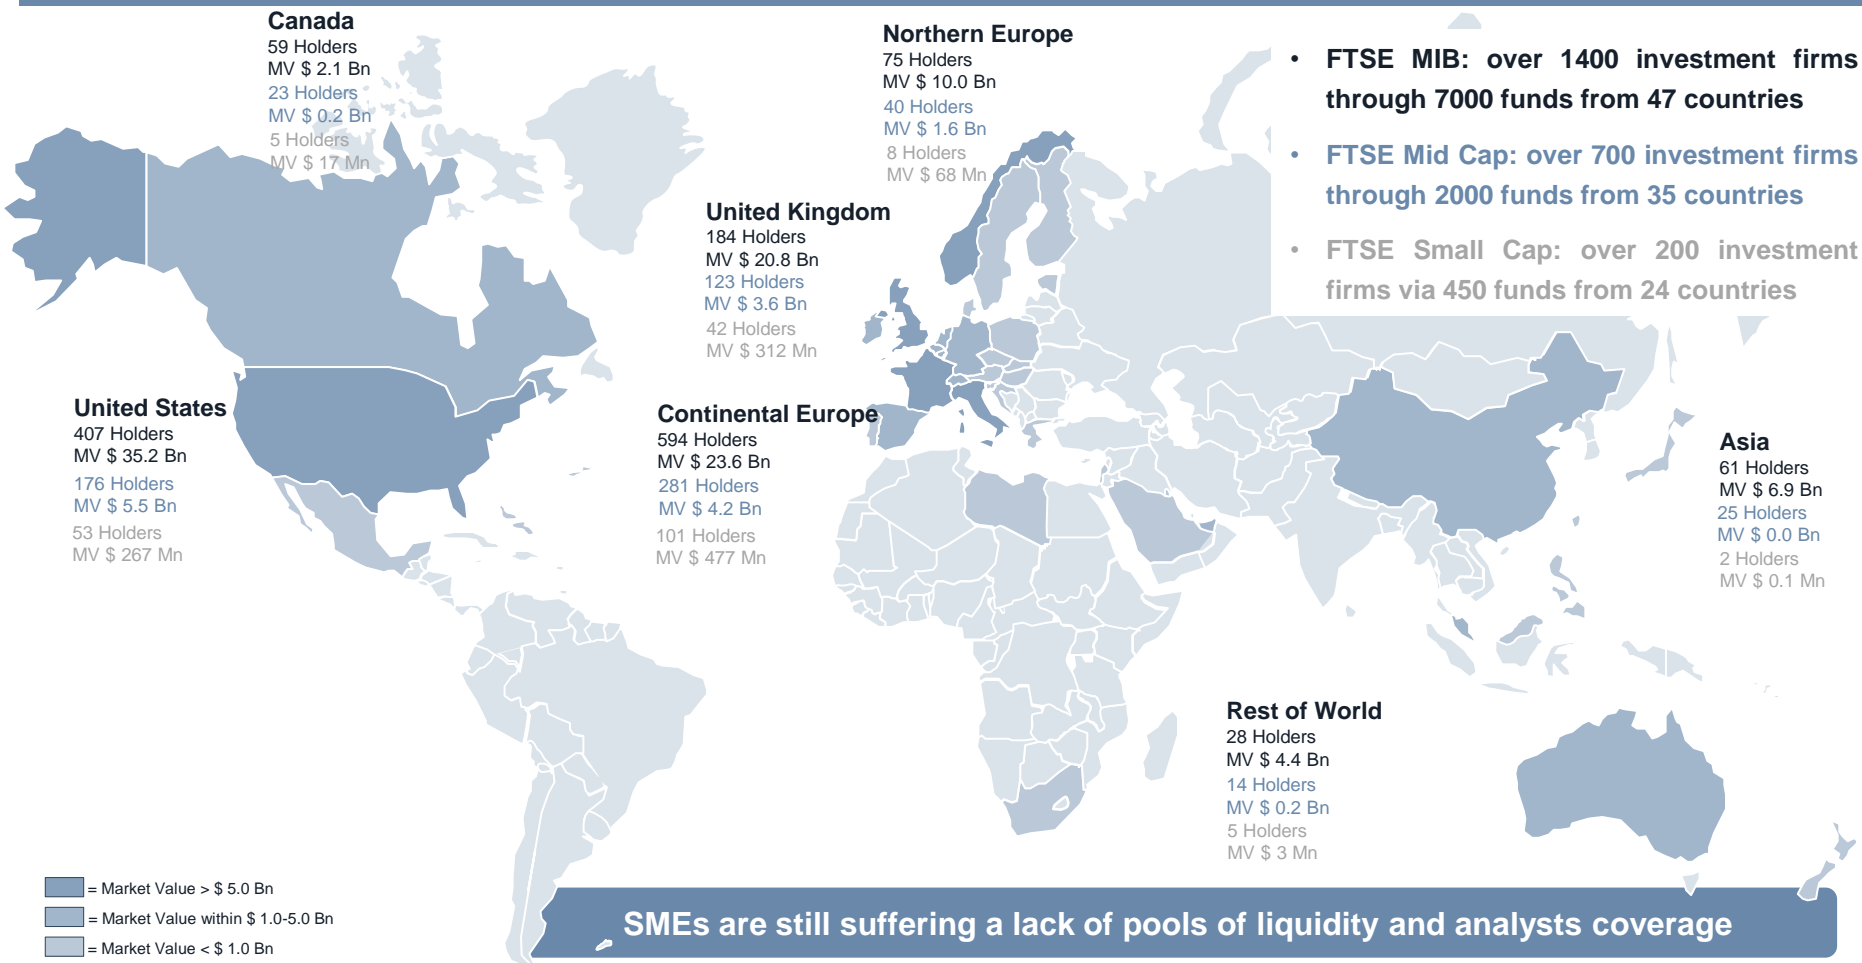 Canada
59 Holders
MV $ 2.1 Bn
23 Holders
MV $ 0.2 Bn
5 Holders
MV $ 17 Mn
Northern Europe
75 Holders
MV $ 10.0 Bn
40 Holders
MV $ 1.6 Bn
8 Holders
MV $ 68 Mn
• FTSE MIB: over 1400 investment firms
through 7000 funds from 47 countries
• FTSE Mid Cap: over 700 investment firms
through 2000 funds from 35 countries
• FTSE Small Cap: over 200 investment
firms via 450 funds from 24 countries
United Kingdom
184 Holders
MV $ 20.8 Bn
123 Holders
MV $ 3.6 Bn
42 Holders
MV $ 312 Mn
United States
407 Holders
MV $ 35.2 Bn
176 Holders
MV $ 5.5 Bn
53 Holders
MV $ 267 Mn
Continental Europe
594 Holders
MV $ 23.6 Bn
281 Holders
MV $ 4.2 Bn
101 Holders
MV $ 477 Mn
Asia
61 Holders
MV $ 6.9 Bn
25 Holders
MV $ 0.0 Bn
2 Holders
MV $ 0.1 Mn
Rest of World
28 Holders
MV $ 4.4 Bn
14 Holders
MV $ 0.2 Bn
5 Holders
MV $ 3 Mn
= Market Value > $ 5.0 Bn
= Market Value within $ 1.0-5.0 Bn
= Market Value < $ 1.0 Bn
SMEs are still suffering a lack of pools of liquidity and analysts coverage